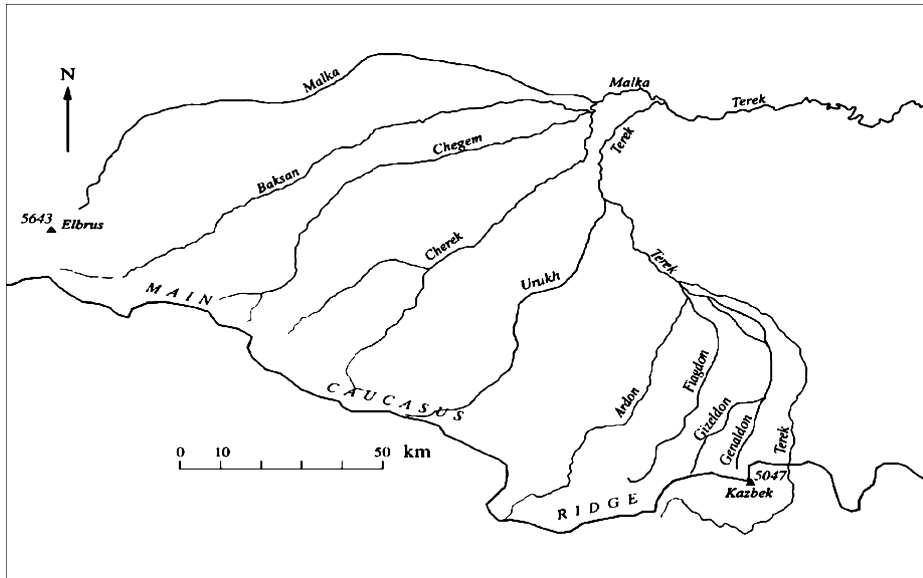 N
Malka
Malka
Terek
Terek
Chegem
Baksan
5643
Elbrus
Cherek
Urukh
Terek
MAIN
CAUCASUS
RIDGE
Ardon
Fiagdon
Gizeldon
Genaldon
Terek
5047
Kazbek
0 10 50 km